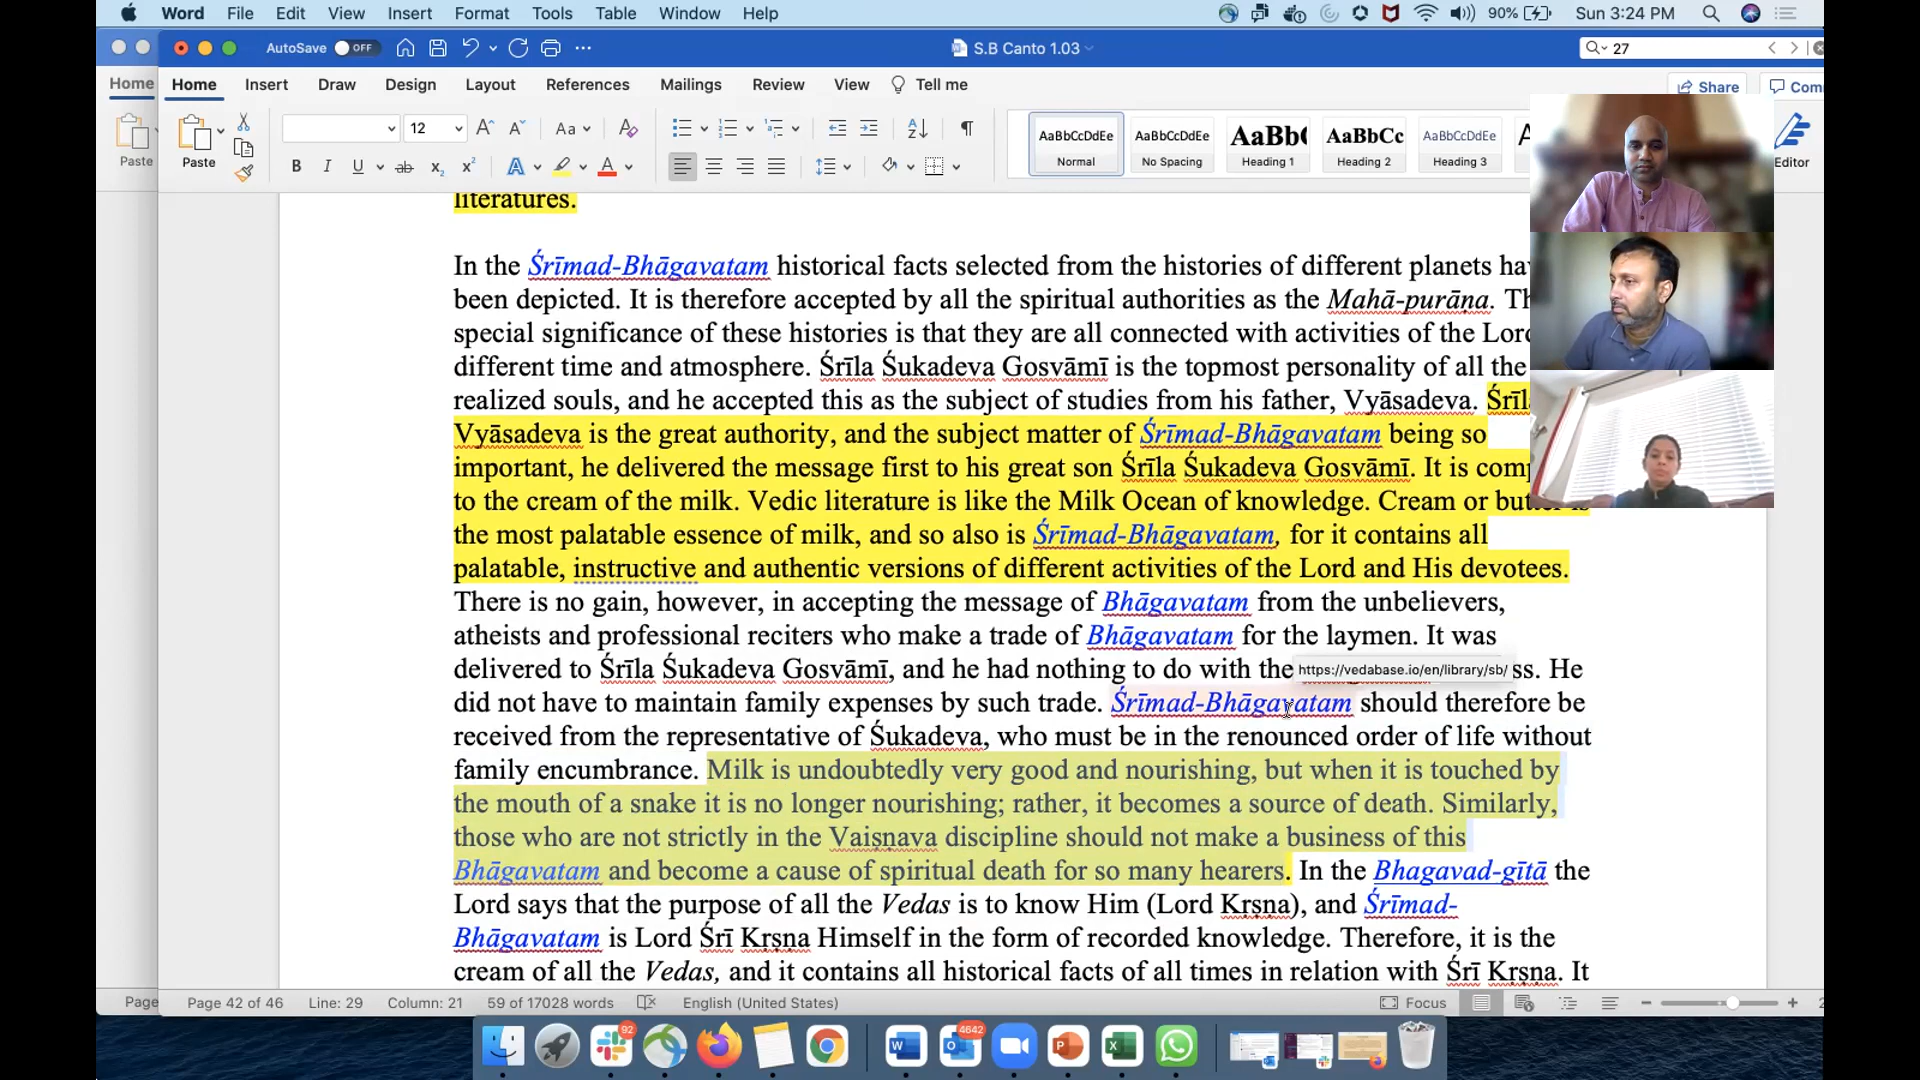 Word File Edit View Insert Format Tools Table Window Help
90% Sun 3:24 PM
AutoSave OFF S.B Canto 1.03 27
Home Home Insert Draw Design Layout References Mailings Review View Tell me Share Com
Paste Paste 12 Aa Editor
AaBbCcDdEe AaBbCcDdEe AaBb( AaBbCc AaBbCcDdEe
Normal No Spacing Heading 1 Heading 2 Heading 3
literatures.
In the Śrīmad-Bhāgavatam historical facts selected from the histories of different planets ha
been depicted. It is therefore accepted by all the spiritual authorities as the Mahā-purāṇa. Th
special significance of these histories is that they are all connected with activities of the Lord
different time and atmosphere. Śrīla Śukadeva Gosvāmī is the topmost personality of all the
realized souls, and he accepted this as the subject of studies from his father, Vyāsadeva. Śrīl
Vyāsadeva is the great authority, and the subject matter of Śrīmad-Bhāgavatam being so
important, he delivered the message first to his great son Śrīla Śukadeva Gosvāmī. It is comp
to the cream of the milk. Vedic literature is like the Milk Ocean of knowledge. Cream or butter is
the most palatable essence of milk, and so also is Śrīmad-Bhāgavatam, for it contains all
palatable, instructive and authentic versions of different activities of the Lord and His devotees.
There is no gain, however, in accepting the message of Bhāgavatam from the unbelievers,
atheists and professional reciters who make a trade of Bhāgavatam for the laymen. It was
delivered to Śrīla Śukadeva Gosvāmī, and he had nothing to do with the https://vedabase.io/en/library/sb/ ss. He
did not have to maintain family expenses by such trade. Śrīmad-Bhāgavatam should therefore be
received from the representative of Śukadeva, who must be in the renounced order of life without
family encumbrance. Milk is undoubtedly very good and nourishing, but when it is touched by
the mouth of a snake it is no longer nourishing; rather, it becomes a source of death. Similarly,
those who are not strictly in the Vaiṣṇava discipline should not make a business of this
Bhāgavatam and become a cause of spiritual death for so many hearers. In the Bhagavad-gītā the
Lord says that the purpose of all the Vedas is to know Him (Lord Kṛṣṇa), and Śrīmad-
Bhāgavatam is Lord Śrī Kṛṣṇa Himself in the form of recorded knowledge. Therefore, it is the
cream of all the Vedas, and it contains all historical facts of all times in relation with Śrī Kṛṣṇa. It
Page Page 42 of 46 Line: 29 Column: 21 59 of 17028 words English (United States) Focus
92 4642